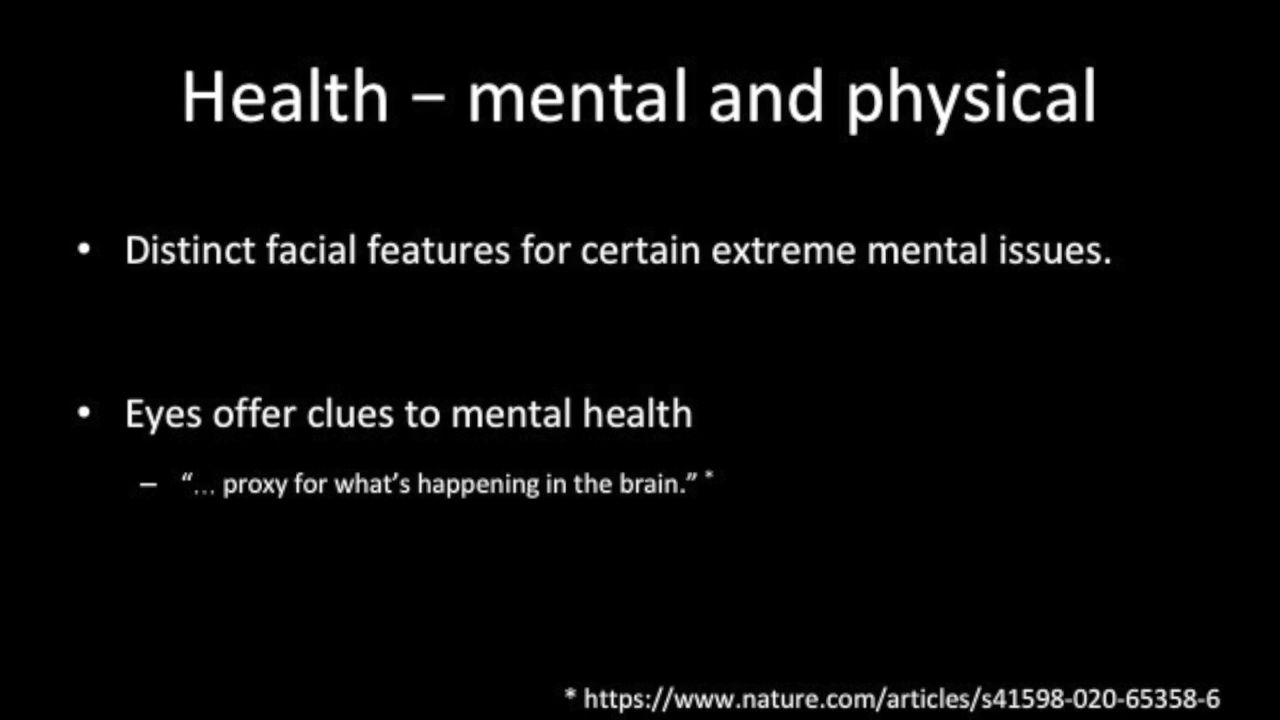 Health – mental and physical
• Distinct facial features for certain extreme mental issues.
• Eyes offer clues to mental health
– “… proxy for what’s happening in the brain.” *
* https://www.nature.com/articles/s41598-020-65358-6